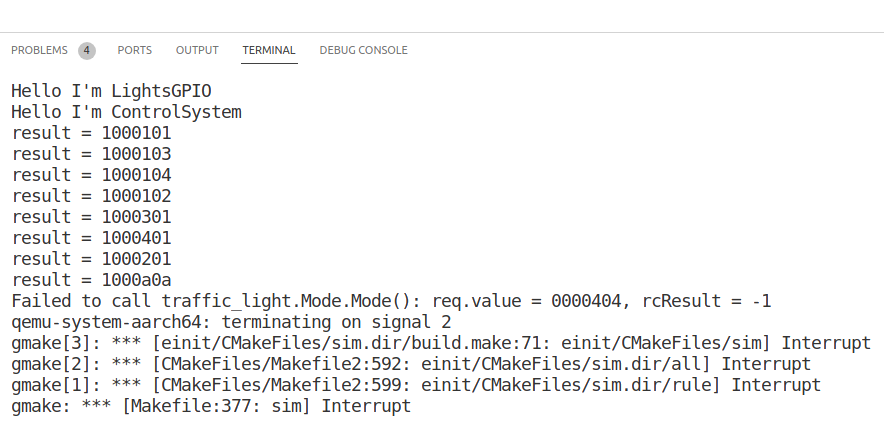 PROBLEMS 4 PORTS OUTPUT TERMINAL DEBUG CONSOLE
Hello I'm LightsGPIO
Hello I'm ControlSystem
result = 1000101
result = 1000103
result = 1000104
result = 1000102
result = 1000301
result = 1000401
result = 1000201
result = 1000a0a
Failed to call traffic_light.Mode.Mode(): req.value = 0000404, rcResult = -1
qemu-system-aarch64: terminating on signal 2
gmake[3]: *** [einit/CMakeFiles/sim.dir/build.make:71: einit/CMakeFiles/sim] Interrupt
gmake[2]: *** [CMakeFiles/Makefile2:592: einit/CMakeFiles/sim.dir/all] Interrupt
gmake[1]: *** [CMakeFiles/Makefile2:599: einit/CMakeFiles/sim.dir/rule] Interrupt
gmake: *** [Makefile:377: sim] Interrupt